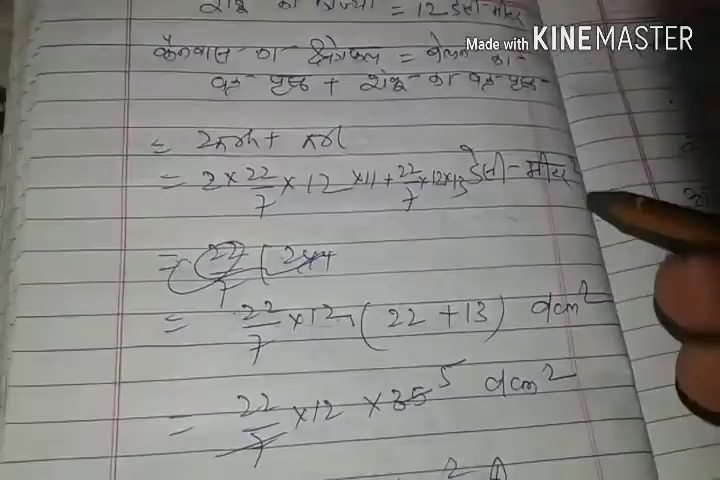 शंकु का त्रिज्या = 12 डेसी-मीटर
Made with KINEMASTER
कैनवास का क्षेत्रफल = बेलन का
वक्र-पृष्ठ + शंकु का वक्र-पृष्ठ
= 2πrh + πrl
= 2 × 22/7 × 12 × 11 + 22/7 × 12 × 13 डेसी-मीटर²
= 22/7 × 12 ( 22 + 13 ) dcm²
= 22/7 × 12 × 35 5 dcm²